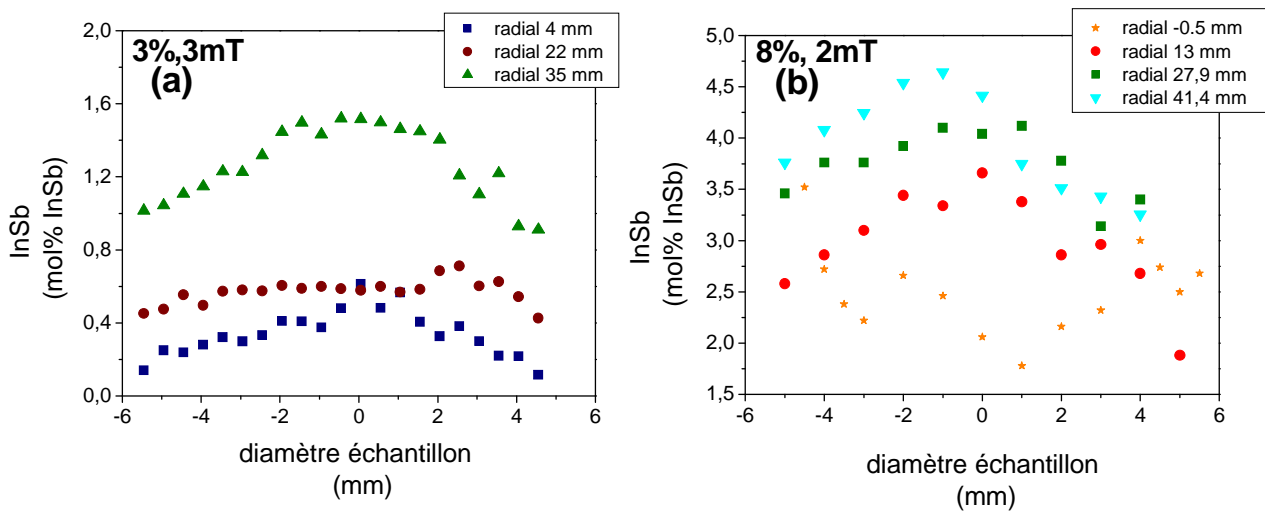 3%,3mT
(a)
radial 4 mm
radial 22 mm
radial 35 mm
2,0
1,6
1,2
0,8
0,4
0,0
-6 -4 -2 0 2 4 6
InSb
(mol% InSb)
diamètre échantillon
(mm)
8%, 2mT
(b)
radial -0.5 mm
radial 13 mm
radial 27,9 mm
radial 41,4 mm
5,0
4,5
4,0
3,5
3,0
2,5
2,0
1,5
-6 -4 -2 0 2 4 6
InSb
(mol% InSb)
diamètre échantillon
(mm)